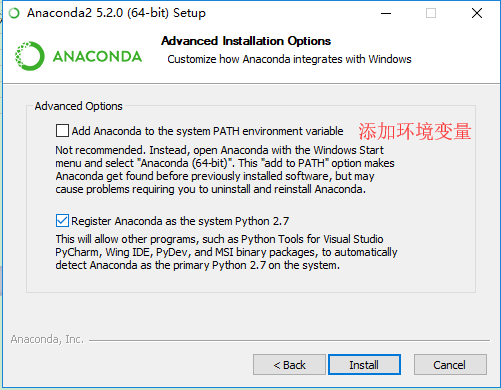 Anaconda2 5.2.0 (64-bit) Setup
ANACONDA
Advanced Installation Options
Customize how Anaconda integrates with Windows
Advanced Options
Add Anaconda to the system PATH environment variable 添加环境变量
Not recommended. Instead, open Anaconda with the Windows Start
menu and select "Anaconda (64-bit)". This "add to PATH" option makes
Anaconda get found before previously installed software, but may
cause problems requiring you to uninstall and reinstall Anaconda.
Register Anaconda as the system Python 2.7
This will allow other programs, such as Python Tools for Visual Studio
PyCharm, Wing IDE, PyDev, and MSI binary packages, to automatically
detect Anaconda as the primary Python 2.7 on the system.
Anaconda, Inc.
< Back Install Cancel